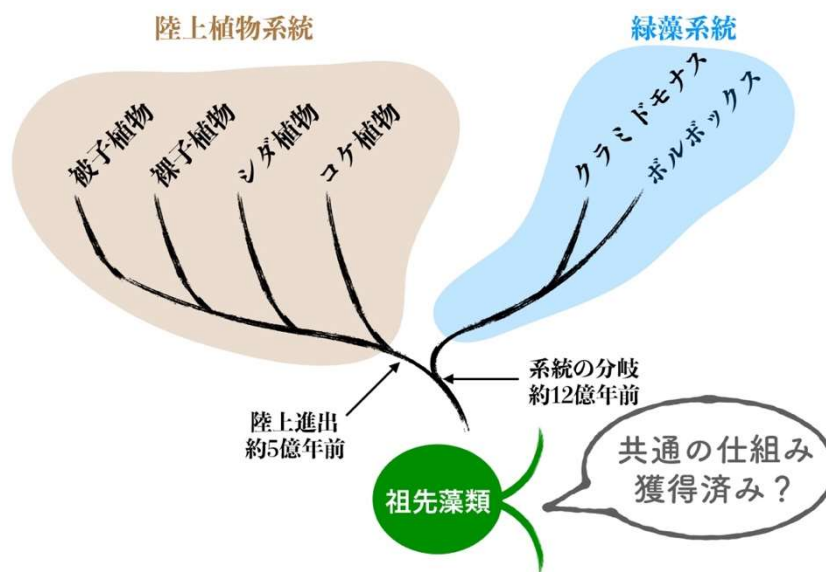 陸上植物系統
緑藻系統
被子植物
裸子植物
シダ植物
コケ植物
クラミドモナス
ボルボックス
系統の分岐
約12億年前
陸上進出
約5億年前
祖先藻類
共通の仕組み
獲得済み？